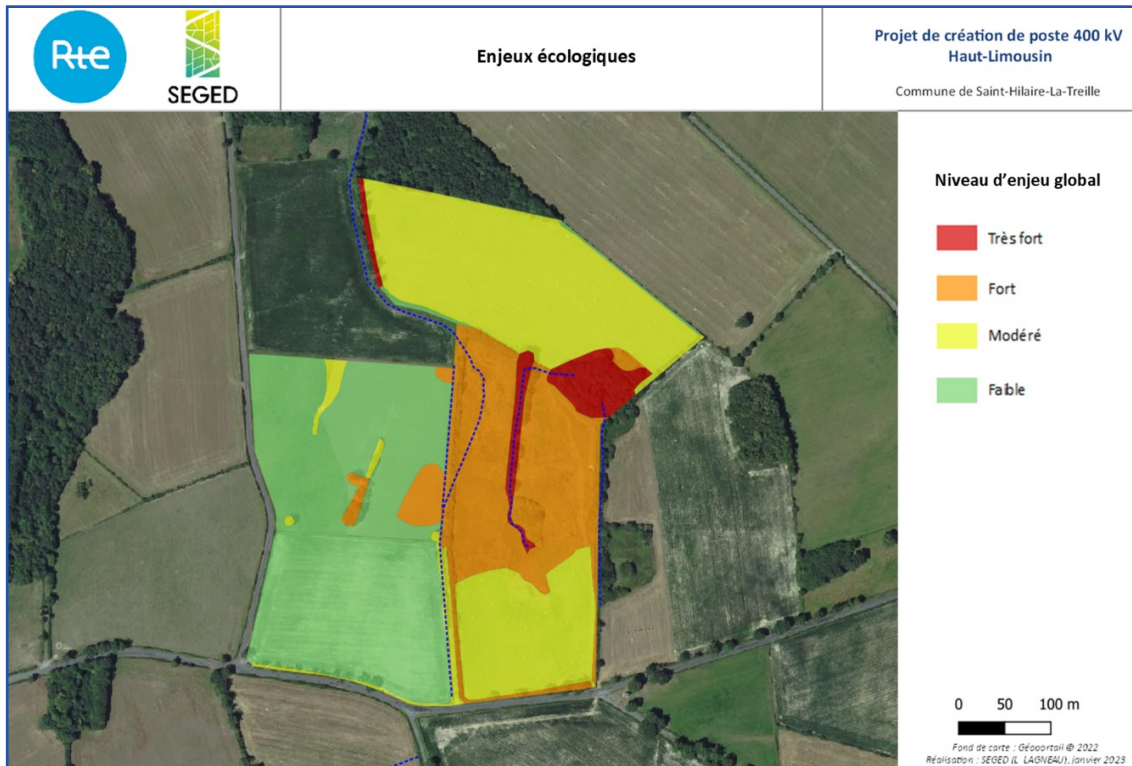 Rte
SEGED
Enjeux écologiques
Projet de création de poste 400 kV
Haut-Limousin
Commune de Saint-Hilaire-La-Treille
Niveau d'enjeu global
Très fort
Fort
Modéré
Faible
0 50 100 m
Fond de carte : Géoportail © 2022
Réalisation : SEGED (L. LAGNEAU), janvier 2023